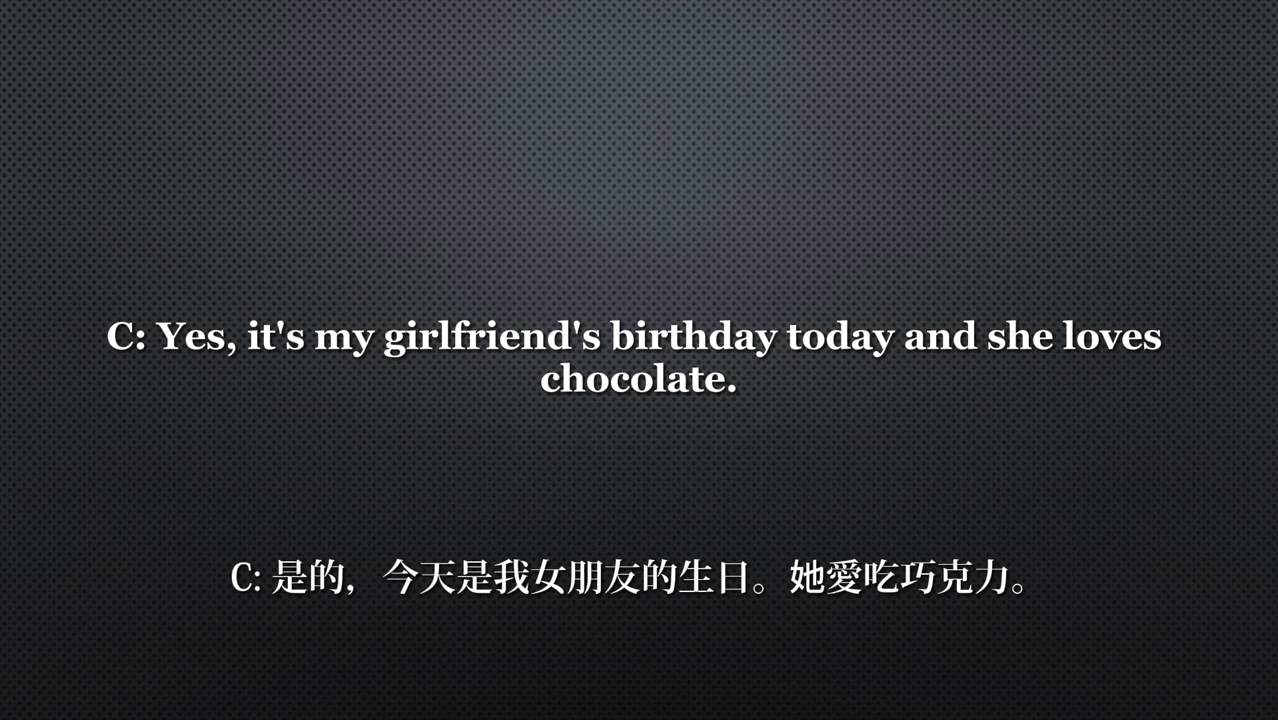 C: Yes, it's my girlfriend's birthday today and she loves
chocolate.
C: 是的，今天是我女朋友的生日。她愛吃巧克力。